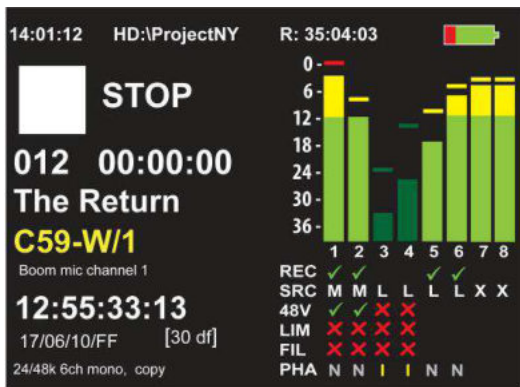 14:01:12 HD:\ProjectNY R: 35:04:03
STOP
012 00:00:00
The Return
C59-W/1
Boom mic channel 1
12:55:33:13
17/06/10/FF [30 df]
24/48k 6ch mono, copy
0
6
12
18
24
30
36
1 2 3 4 5 6 7 8
REC ✓ ✓ ✓ ✓
SRC M M L L L L X X
48V ✓ ✓ X X
LIM X X X X
FIL X X X X
PHA N N I I N N